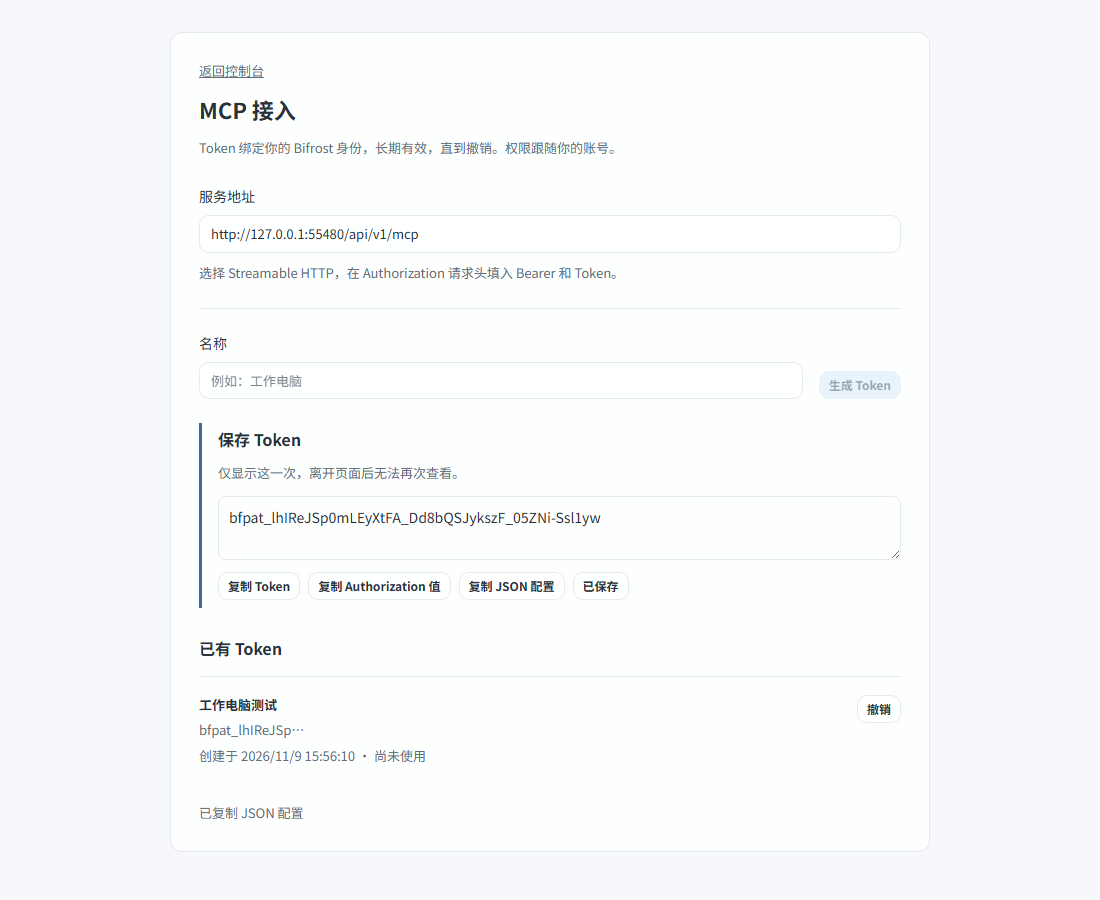 返回控制台
MCP 接入
Token 绑定你的 Bifrost 身份，长期有效，直到撤销。权限跟随你的账号。
服务地址
http://127.0.0.1:55480/api/v1/mcp
选择 Streamable HTTP，在 Authorization 请求头填入 Bearer 和 Token。
名称
例如：工作电脑
生成 Token
保存 Token
仅显示这一次，离开页面后无法再次查看。
bfpat_lhIReJSp0mLEyXtFA_Dd8bQSJykszF_05ZNi-Ssl1yw
复制 Token 复制 Authorization 值 复制 JSON 配置 已保存
已有 Token
工作电脑测试
撤销
bfpat_lhIReJSp…
创建于 2026/11/9 15:56:10 · 尚未使用
已复制 JSON 配置